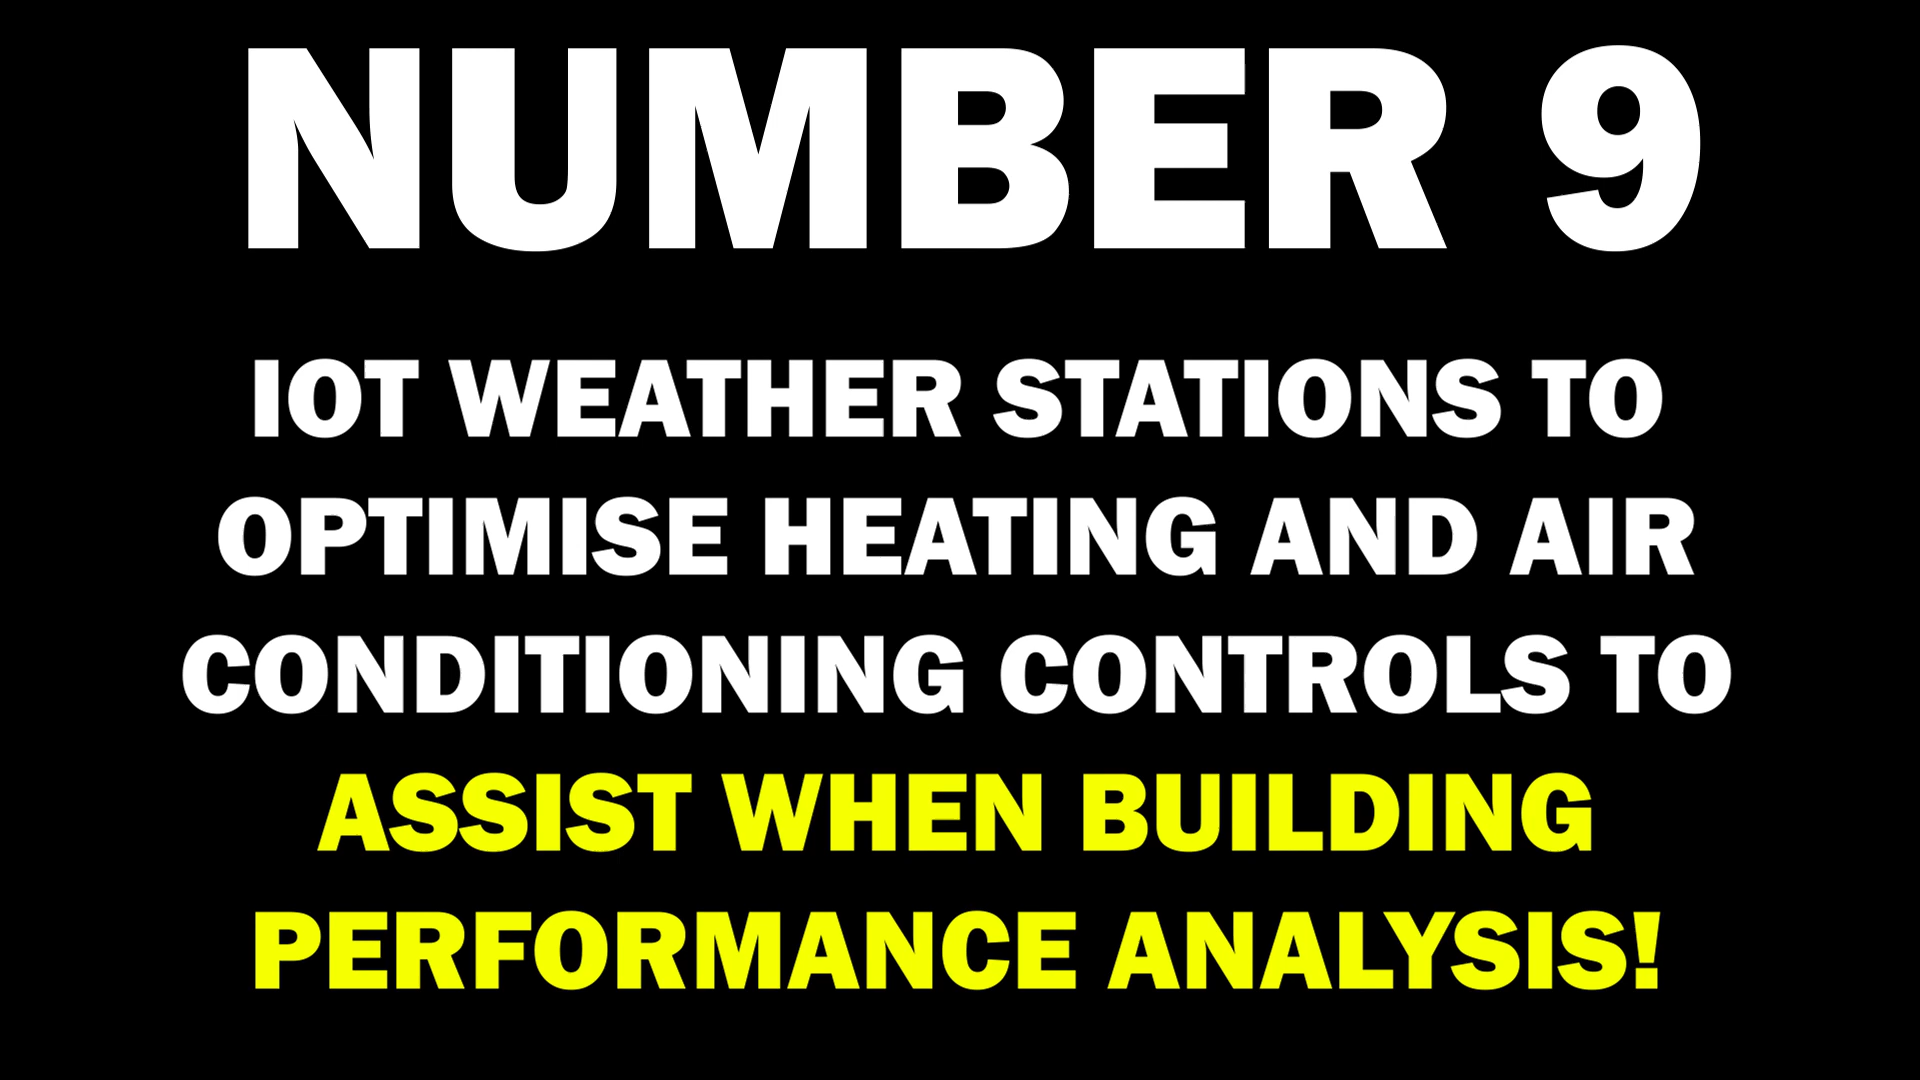 NUMBER 9
IOT WEATHER STATIONS TO
OPTIMISE HEATING AND AIR
CONDITIONING CONTROLS TO
ASSIST WHEN BUILDING
PERFORMANCE ANALYSIS!